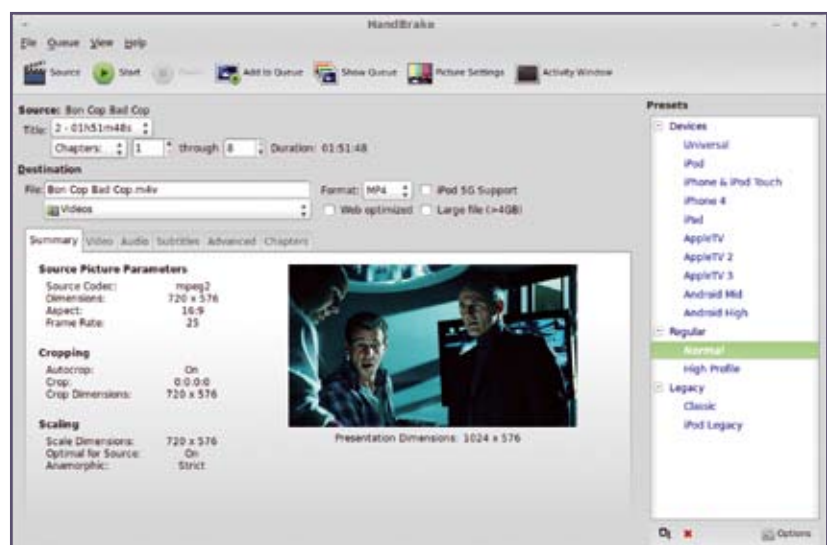 HandBrake
File Queue View Help
Source Start Add to Queue Show Queue Picture Settings Activity Window
Source: Bon Cop Bad Cop
Title: 2 - 01h51m48s
Chapters: 1 through 8 Duration: 01:51:48
Destination
File: Bon Cop Bad Cop.m4v Format: MP4 iPod 5G Support
Videos Web optimized Large file (>4GB)
Summary Video Audio Subtitles Advanced Chapters
Source Picture Parameters
Source Codec: mpeg2
Dimensions: 720 x 576
Aspect: 16:9
Frame Rate: 25
Cropping
Autocrop: On
Crop: 0:0:0:0
Crop Dimensions: 720 x 576
Scaling
Scale Dimensions: 720 x 576
Optimal for Source: On
Anamorphic: Strict
Presentation Dimensions: 1024 x 576
Presets
Devices
Universal
iPod
iPhone & iPod Touch
iPhone 4
iPad
AppleTV
AppleTV 2
AppleTV 3
Android Mid
Android High
Regular
Normal
High Profile
Legacy
Classic
iPod Legacy
Options